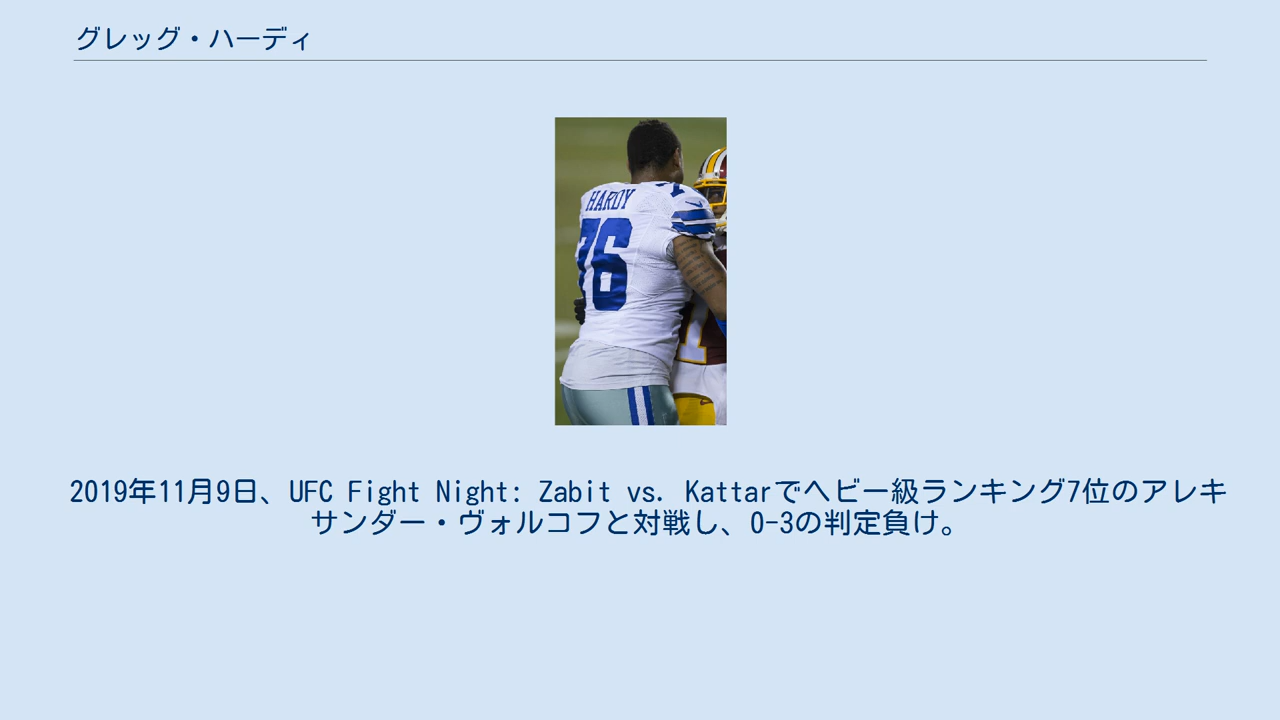 グレッグ・ハーディ
HARDY
76
2019年11月9日、UFC Fight Night: Zabit vs. Kattarでヘビー級ランキング7位のアレキ
サンダー・ヴォルコフと対戦し、0-3の判定負け。